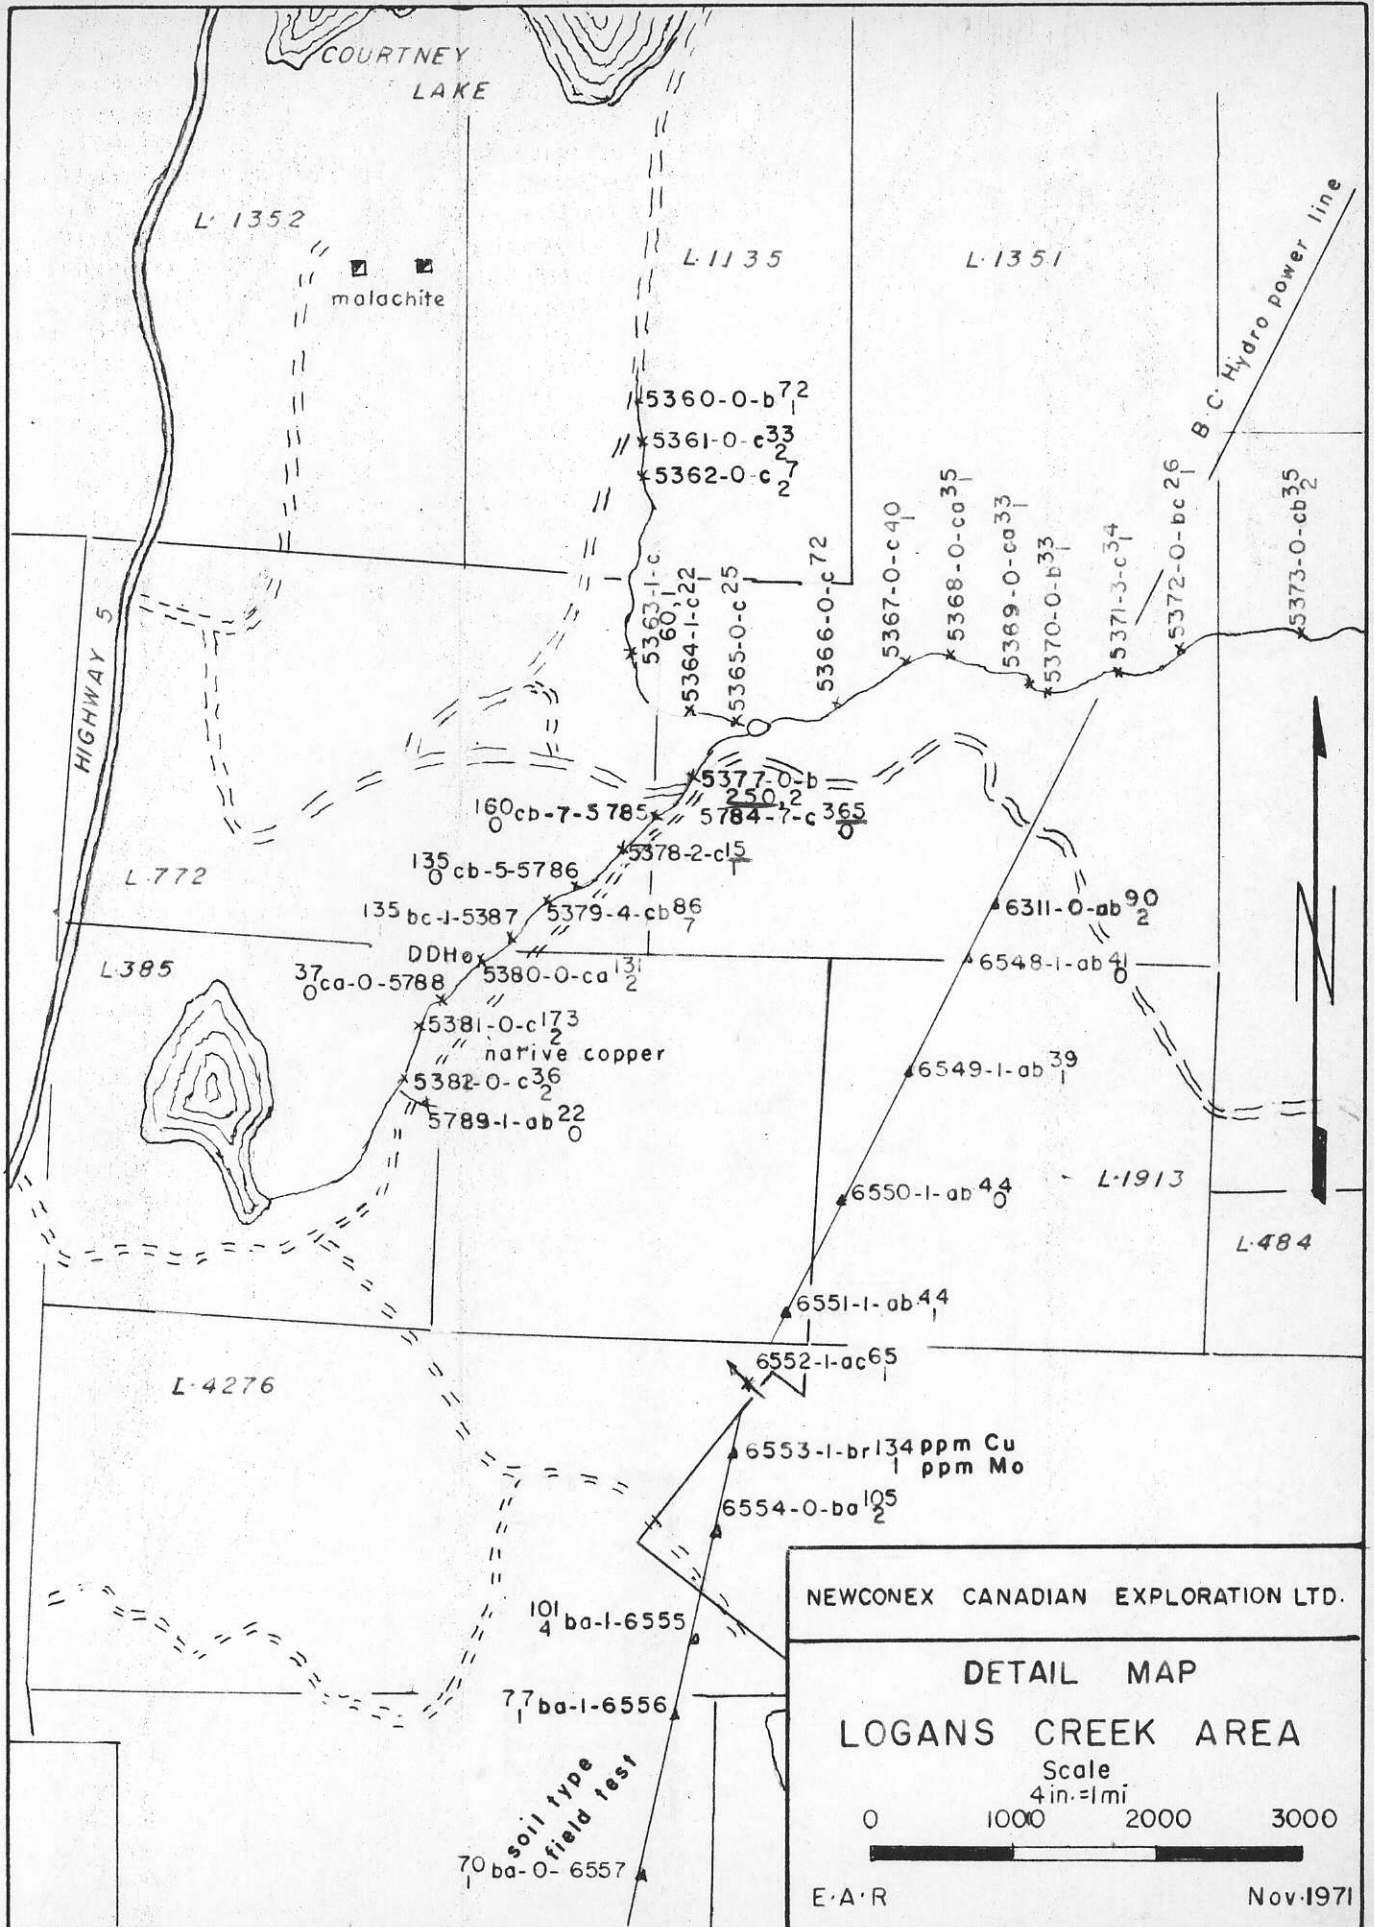 COURTNEY
LAKE
L. 1352
malachite
L.1135
L.1351
B.C. Hydro power line
5360-0-b 72 1
5361-0-c 33 2
5362-0-c 7 2
5363-1-c
60,1
5364-1-c 22 1
5365-0-c 25
5366-0-c 72
5367-0-c 40 1
5368-0-ca 35 1
5369-0-ca 33 1
5370-0-b 33 1
5371-3-c 34 1
5372-0-bc 26 1
5373-0-cb 35 2
HIGHWAY 5
5377-0-b
250,2
160 0 cb-7-5785
5784-7-c 365 0
5378-2-c 15 1
135 0 cb-5-5786
L.772
5379-4-cb 86 7
135 bc-1-5387
6311-0-ab 90 2
DDH
6548-1-ab 41 0
L.385
5380-0-ca 131 2
37 0 ca-0-5788
5381-0-c 173 2
native copper
6549-1-ab 39 1
5382-0-c 36 2
5789-1-ab 22 0
N
6550-1-ab 44 0
L.1913
L.484
6551-1-ab 44 1
6552-1-ac 65 1
L.4276
6553-1-br 134 ppm Cu
1 ppm Mo
6554-0-ba 105 2
101 4 ba-1-6555
77 1 ba-1-6556
soil type
field test
70 1 ba-0-6557
NEWCONEX CANADIAN EXPLORATION LTD.
DETAIL MAP
LOGANS CREEK AREA
Scale
4in.=1mi
0 1000 2000 3000
E.A.R Nov.1971